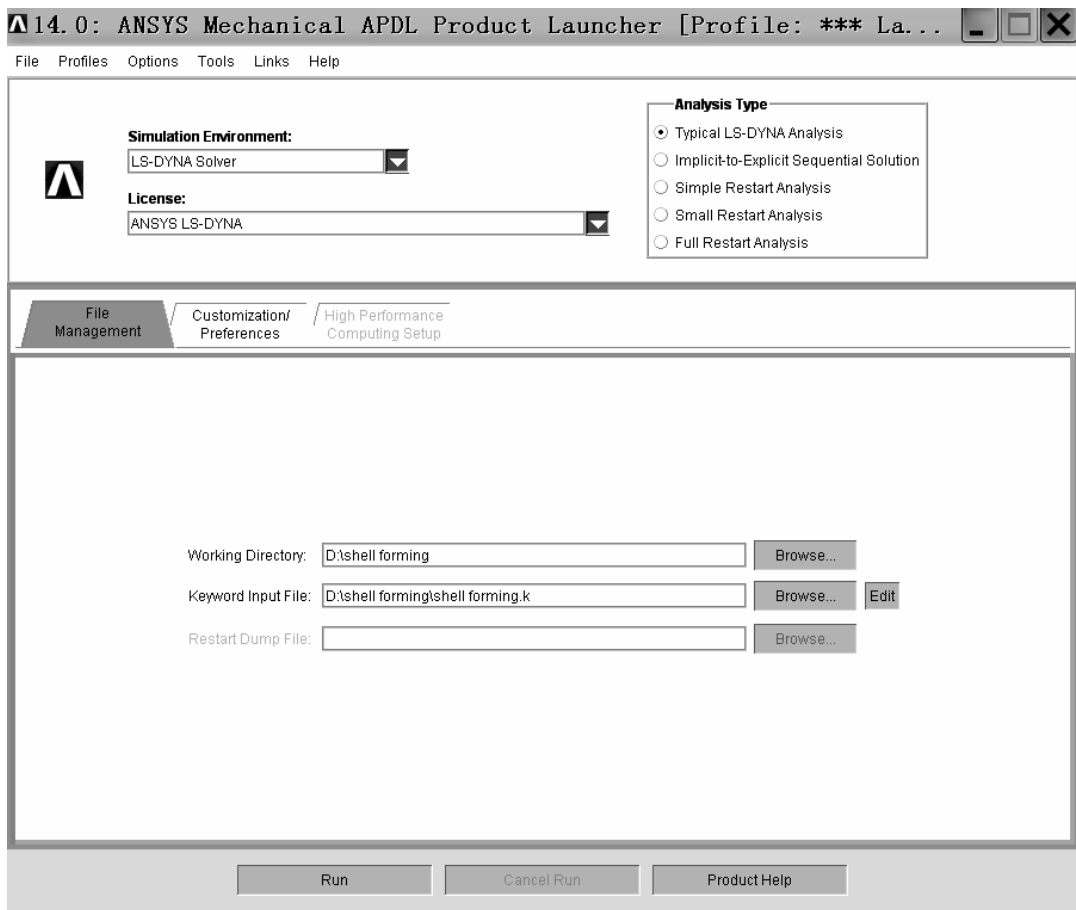 14.0: ANSYS Mechanical APDL Product Launcher [Profile: *** La...
File Profiles Options Tools Links Help
Simulation Environment:
LS-DYNA Solver
License:
ANSYS LS-DYNA
Analysis Type
Typical LS-DYNA Analysis
Implicit-to-Explicit Sequential Solution
Simple Restart Analysis
Small Restart Analysis
Full Restart Analysis
File
Management
Customization/
Preferences
High Performance
Computing Setup
Working Directory: D:\shell forming Browse...
Keyword Input File: D:\shell forming\shell forming.k Browse... Edit
Restart Dump File: Browse...
Run Cancel Run Product Help